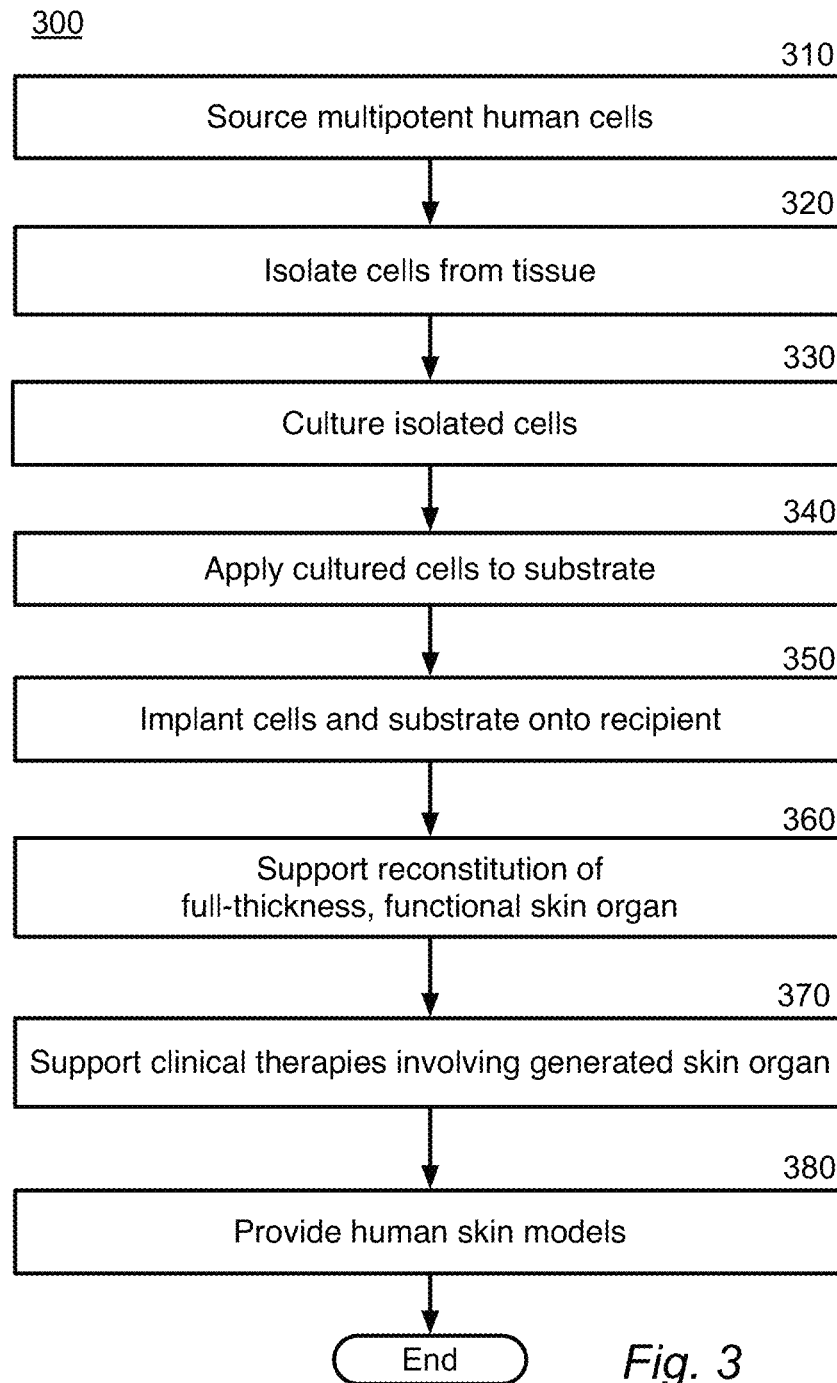 300
310
Source multipotent human cells
320
Isolate cells from tissue
330
Culture isolated cells
340
Apply cultured cells to substrate
350
Implant cells and substrate onto recipient
360
Support reconstitution of
full-thickness, functional skin organ
370
Support clinical therapies involving generated skin organ
380
Provide human skin models
End
Fig. 3